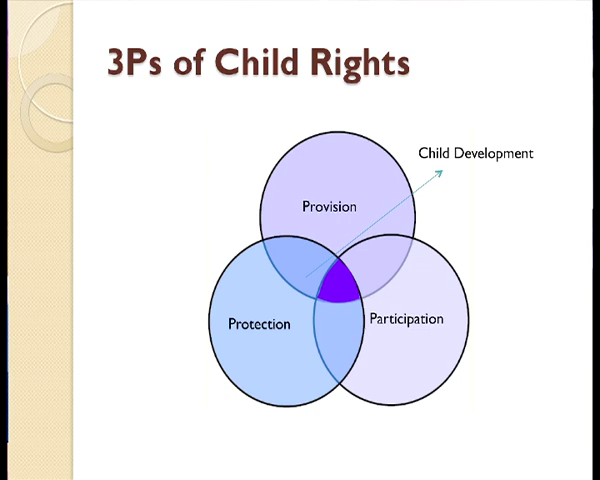 3Ps of Child Rights
Child Development
Provision
Protection
Participation